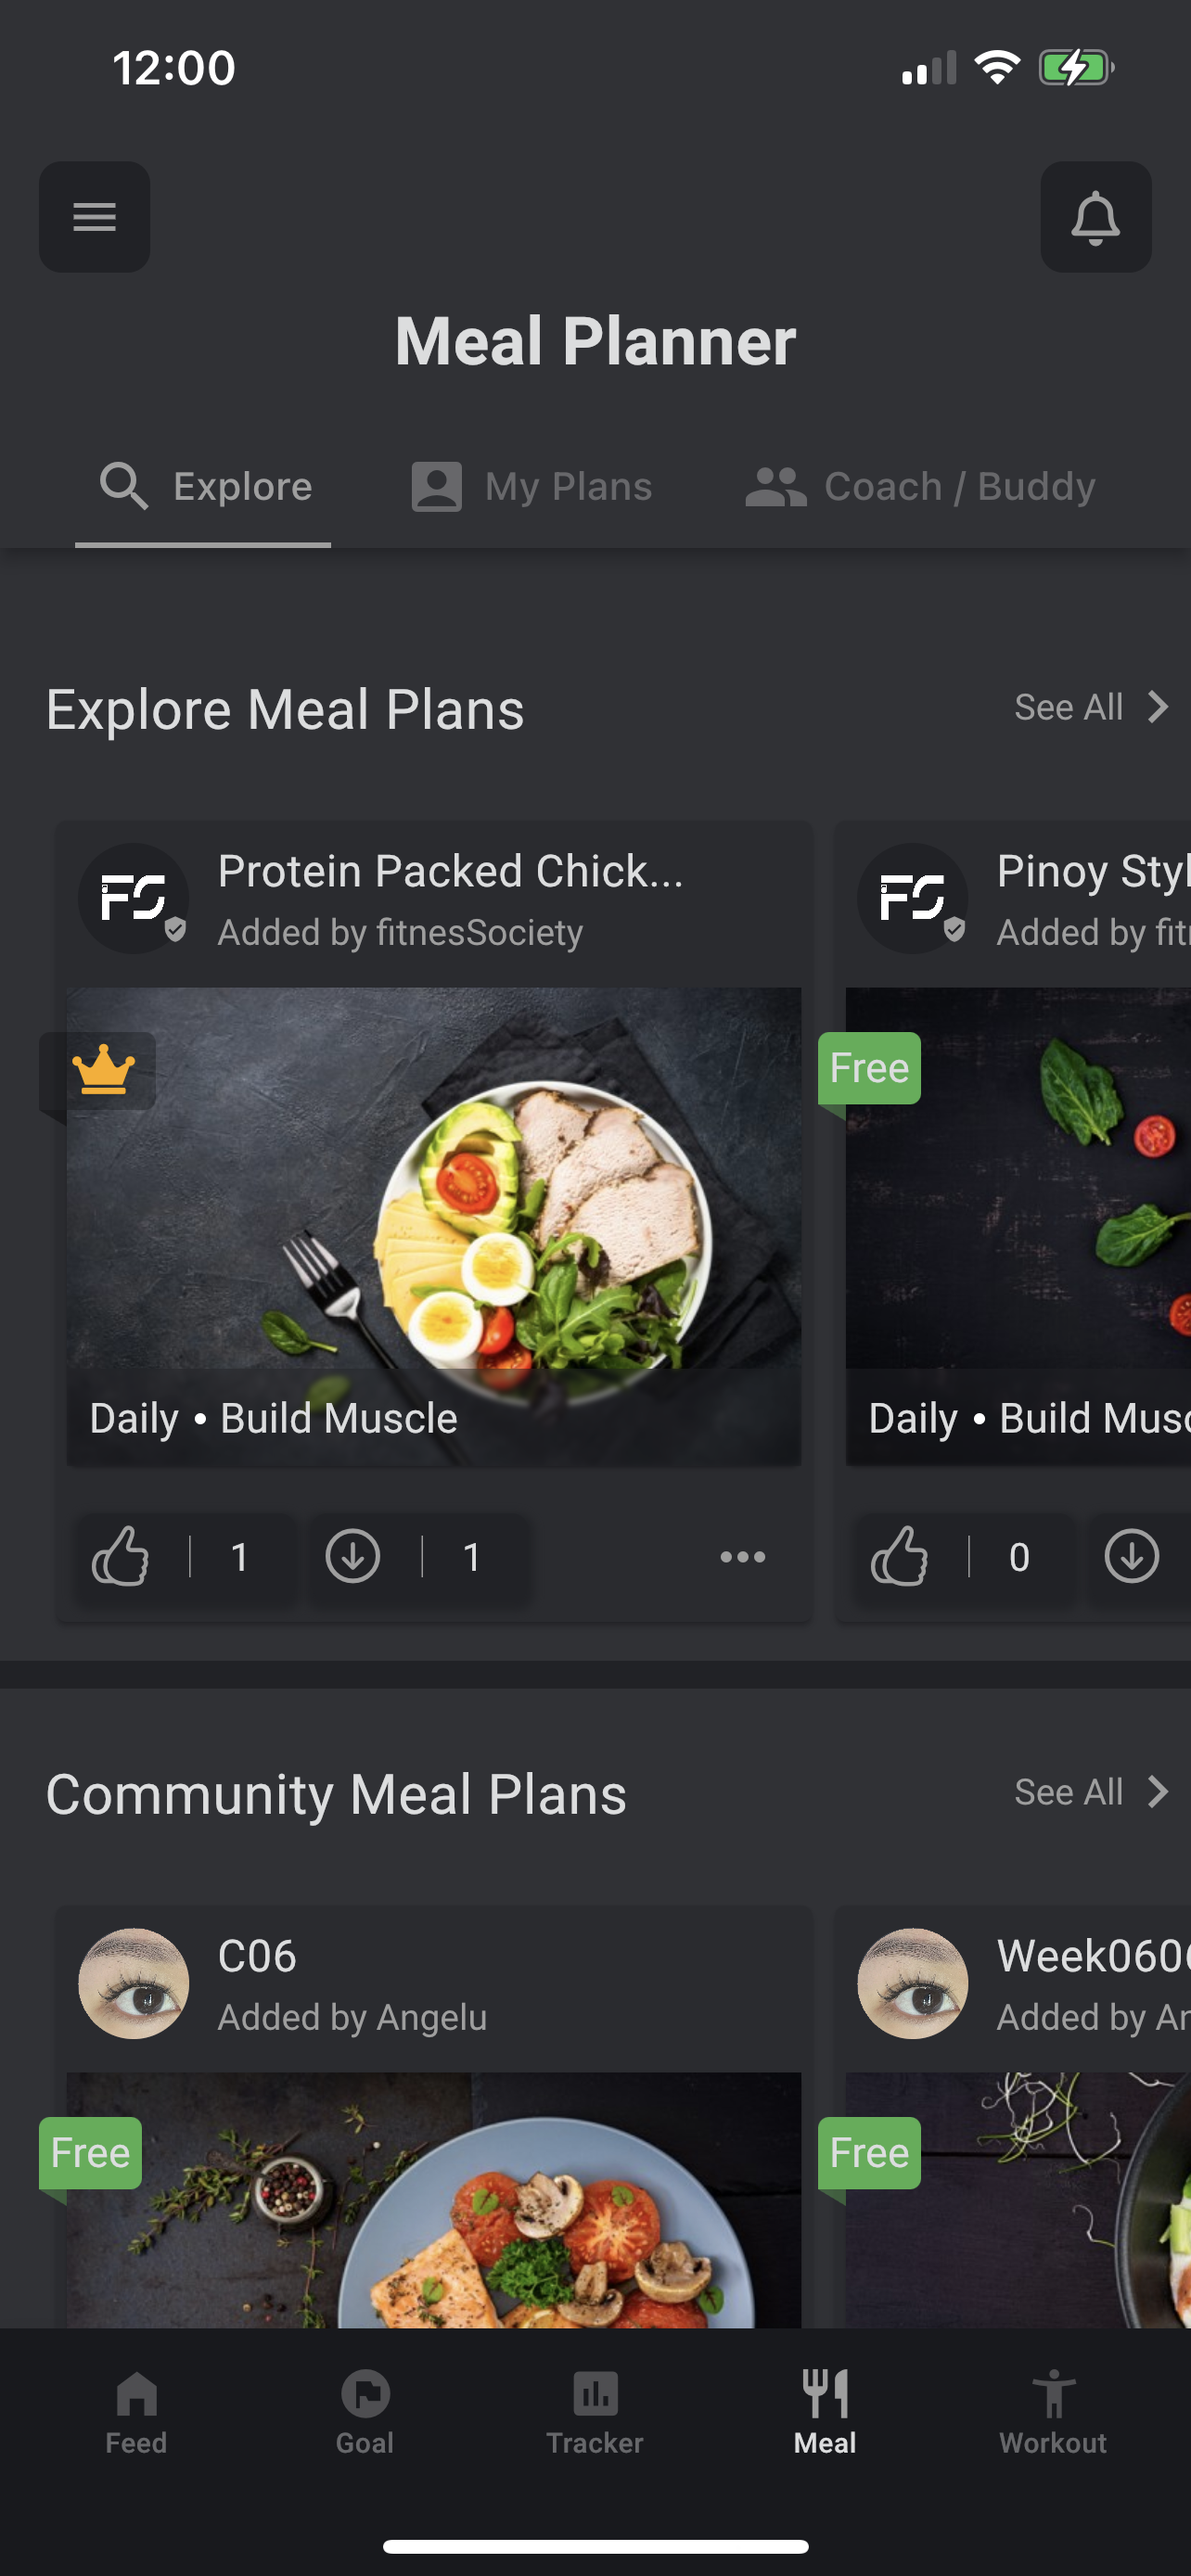 12:00
Meal Planner
Explore
My Plans
Coach / Buddy
Explore Meal Plans
See All
FS
Protein Packed Chick...
Added by fitnesSociety
Daily • Build Muscle
1
1
FS
Pinoy Styl
Added by fit
Free
Daily • Build Musc
0
Community Meal Plans
See All
C06
Added by Angelu
Free
Week060
Added by
Free
Feed
Goal
Tracker
Meal
Workout